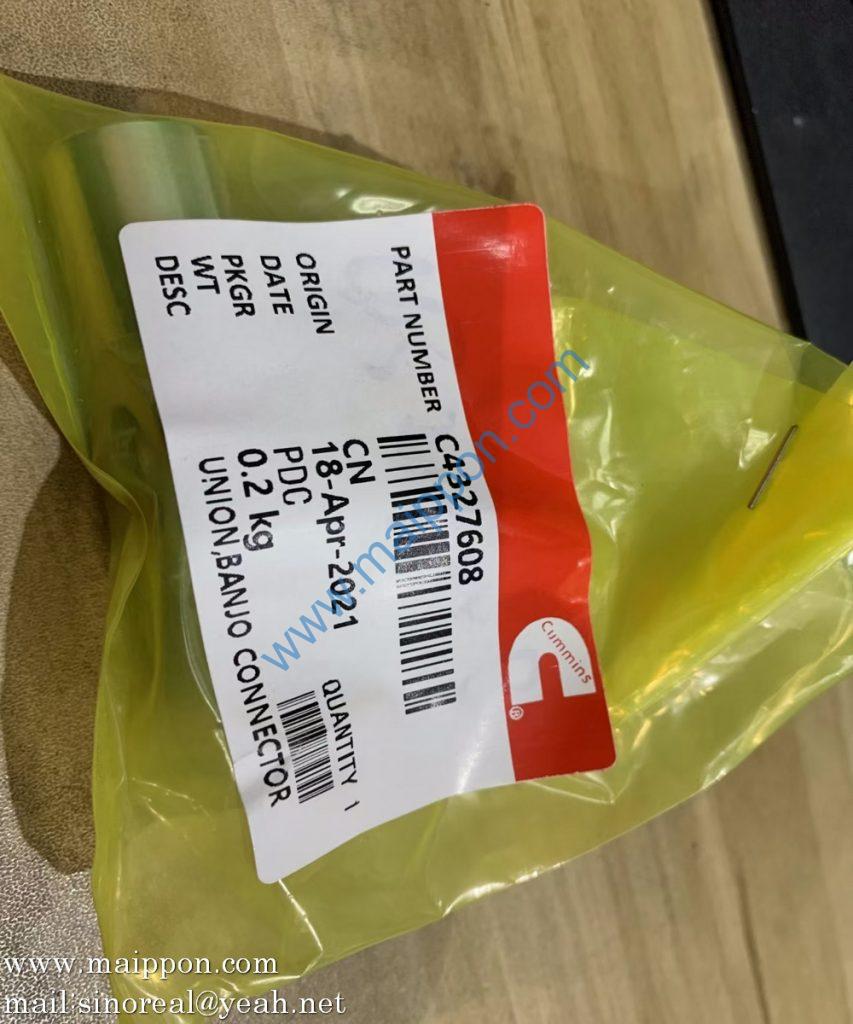 Cummins
®
PART NUMBER C4327608
ORIGIN CN
DATE 18-Apr-2021
PKGR PDC
WT 0.2 kg
QUANTITY 1
DESC UNION,BANJO CONNECTOR
www.maippon.com
www.maippon.com
mail:sinoreal@yeah.net